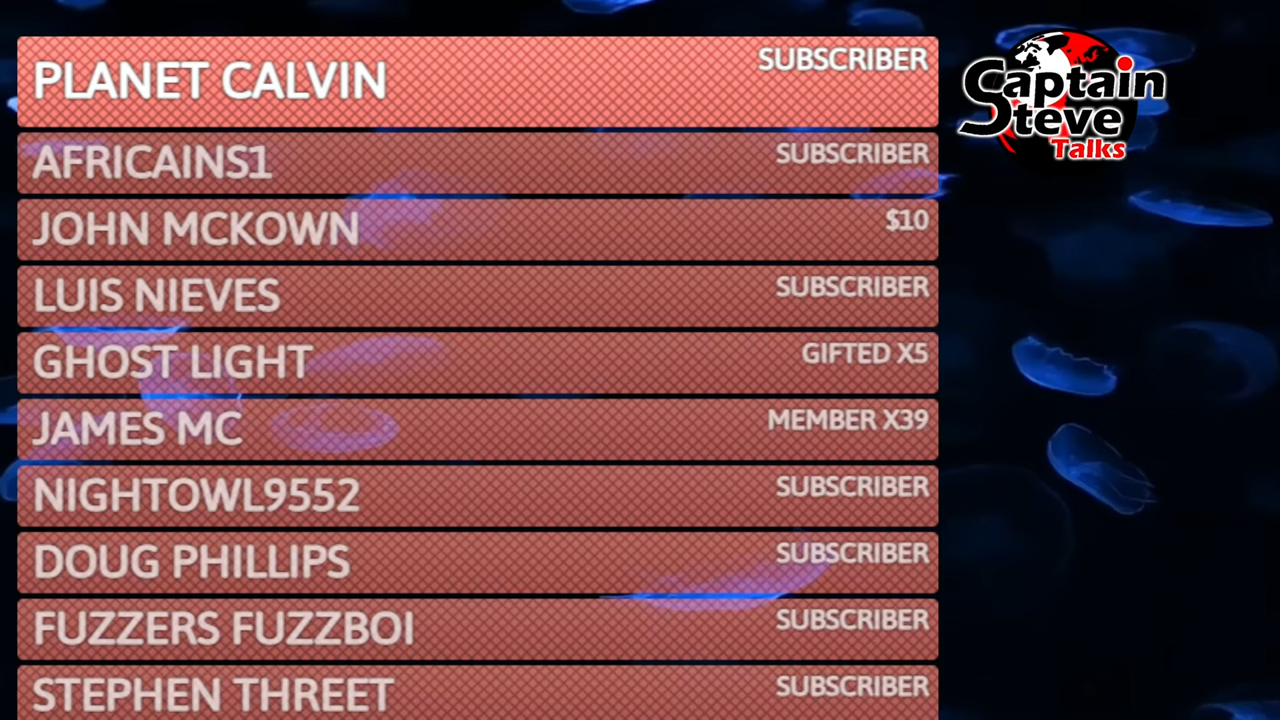 PLANET CALVIN SUBSCRIBER
AFRICAINS1 SUBSCRIBER
JOHN MCKOWN $10
LUIS NIEVES SUBSCRIBER
GHOST LIGHT GIFTED X5
JAMES MC MEMBER X39
NIGHTOWL9552 SUBSCRIBER
DOUG PHILLIPS SUBSCRIBER
FUZZERS FUZZBOI SUBSCRIBER
STEPHEN THREET SUBSCRIBER
Captain
Steve
Talks